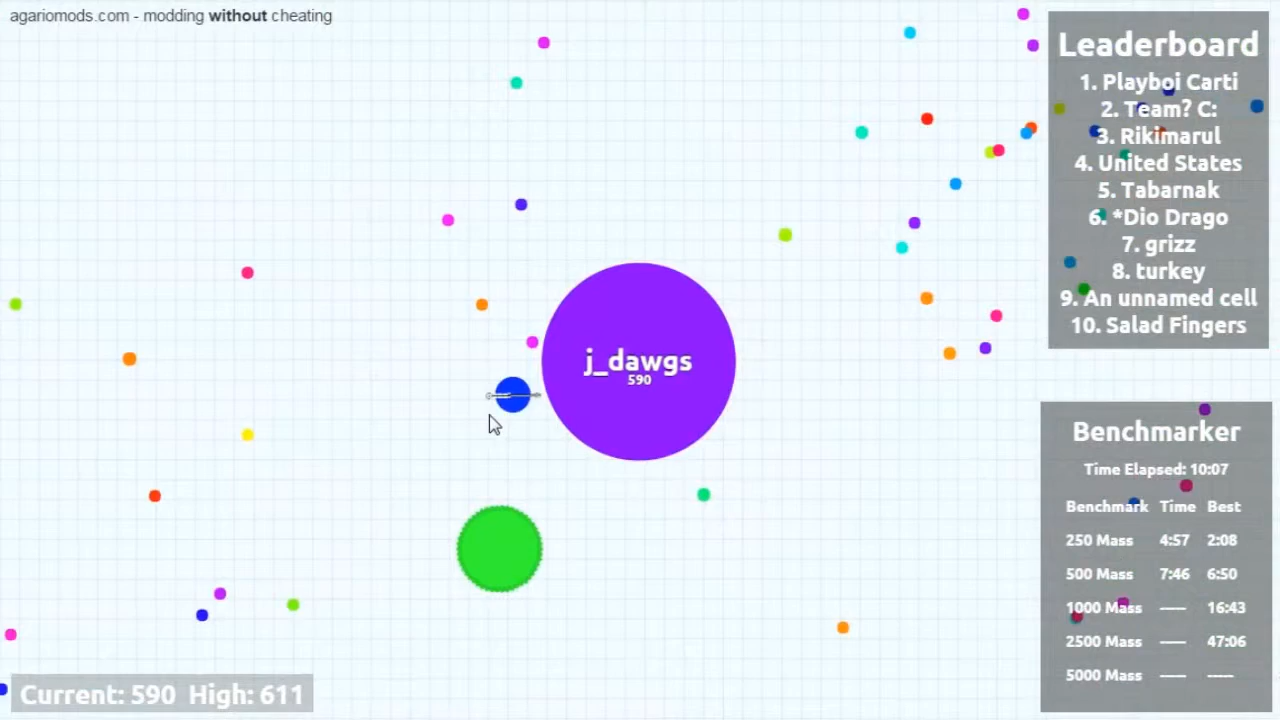 agariomods.com - modding without cheating
Leaderboard
1. Playboi Carti
2. Team? C:
3. Rikimarul
4. United States
5. Tabarnak
6. *Dio Drago
7. grizz
8. turkey
9. An unnamed cell
10. Salad Fingers
j_dawgs
590
Benchmarker
Time Elapsed: 10:07
Benchmark Time Best
250 Mass 4:57 2:08
500 Mass 7:46 6:50
1000 Mass ---- 16:43
2500 Mass ---- 47:06
5000 Mass ---- -----
Current: 590 High: 611